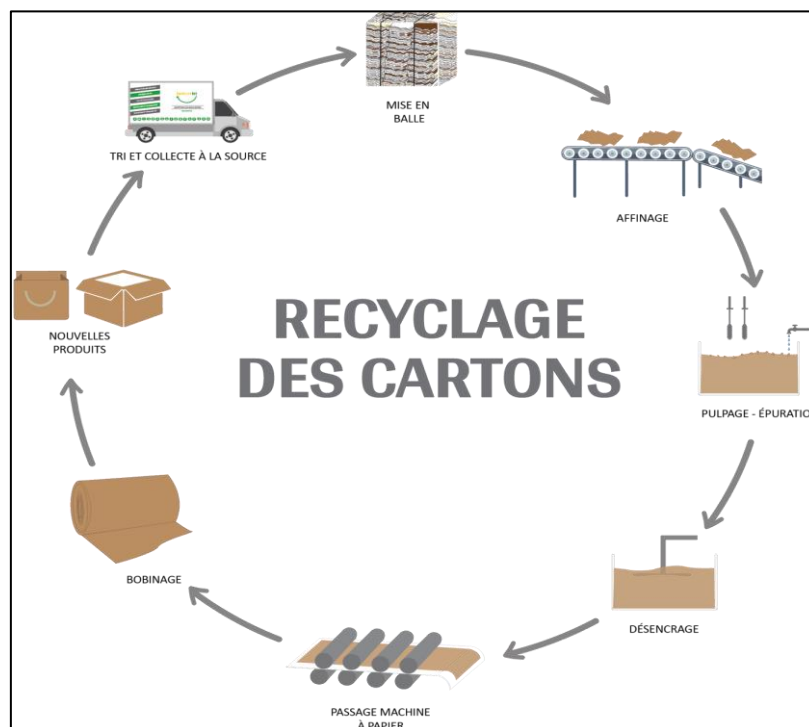 MISE EN
BALLE
TRI ET COLLECTE À LA SOURCE
AFFINAGE
NOUVELLES
PRODUITS
RECYCLAGE
DES CARTONS
PULPAGE - ÉPURATIO
BOBINAGE
DÉSENCRAGE
PASSAGE MACHINE
À PAPIER